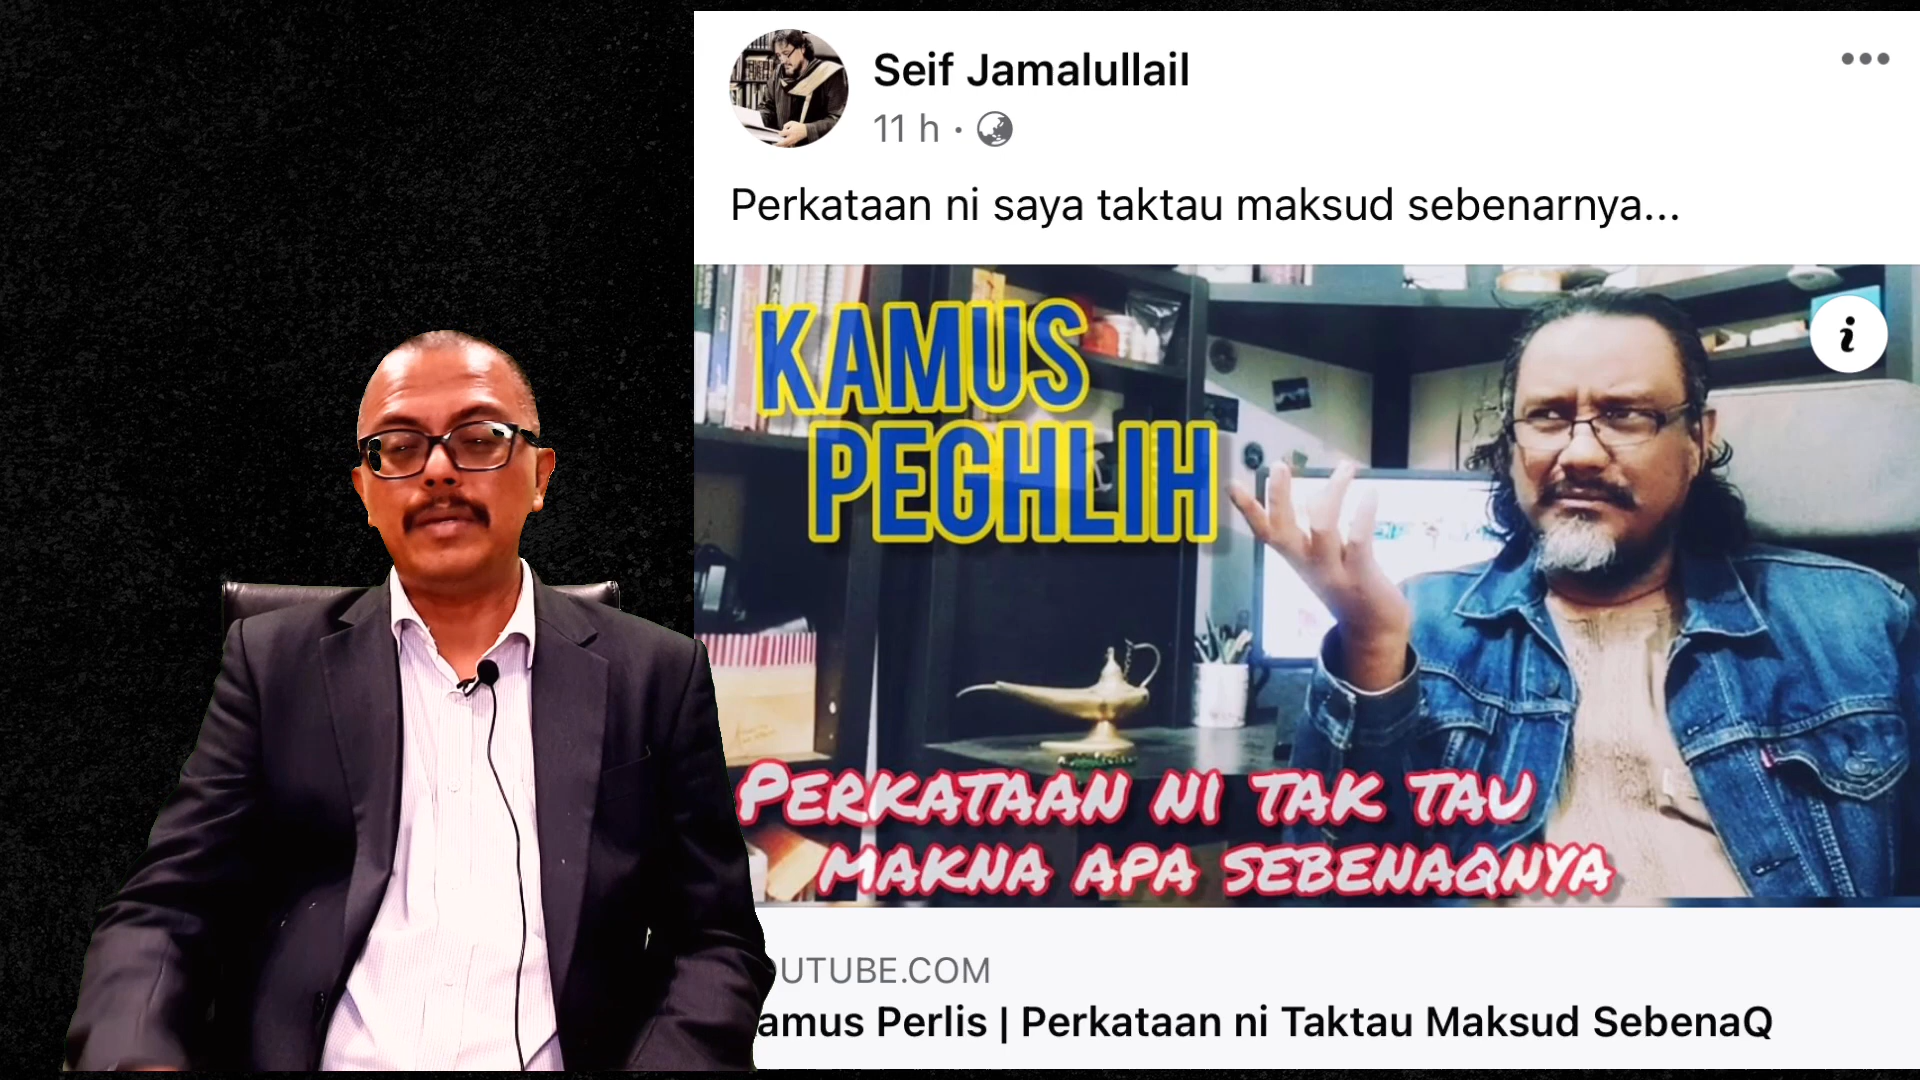 Seif Jamalullail
11 h ·
Perkataan ni saya taktau maksud sebenarnya...
KAMUS
PEGHLIH
i
PERKATAAN NI TAK TAU
MAKNA APA SEBENAQNYA
OUTUBE.COM
amus Perlis | Perkataan ni Taktau Maksud SebenaQ